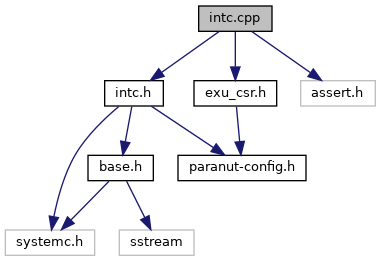 intc.cpp
intc.h
exu_csr.h
assert.h
base.h
paranut-config.h
systemc.h
sstream